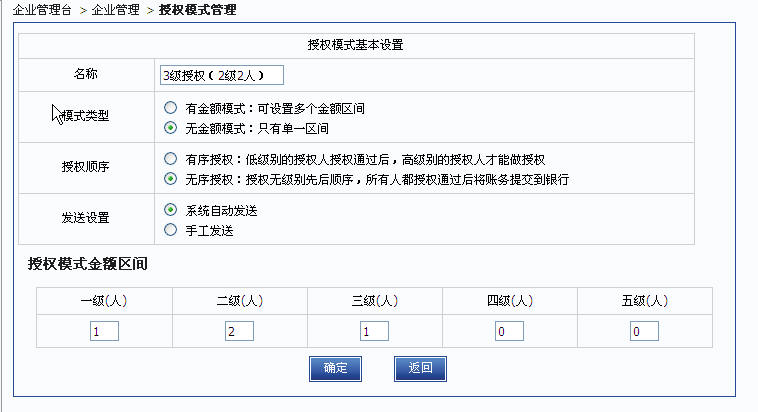 企业管理台 > 企业管理 > 授权模式管理
授权模式基本设置
名称 3级授权（2级2人）
模式类型
有金额模式：可设置多个金额区间
无金额模式：只有单一区间
授权顺序
有序授权：低级别的授权人授权通过后，高级别的授权人才能做授权
无序授权：授权无级别先后顺序，所有人都授权通过后将账务提交到银行
发送设置
系统自动发送
手工发送
授权模式金额区间
一级(人) 二级(人) 三级(人) 四级(人) 五级(人)
1 2 1 0 0
确定 返回